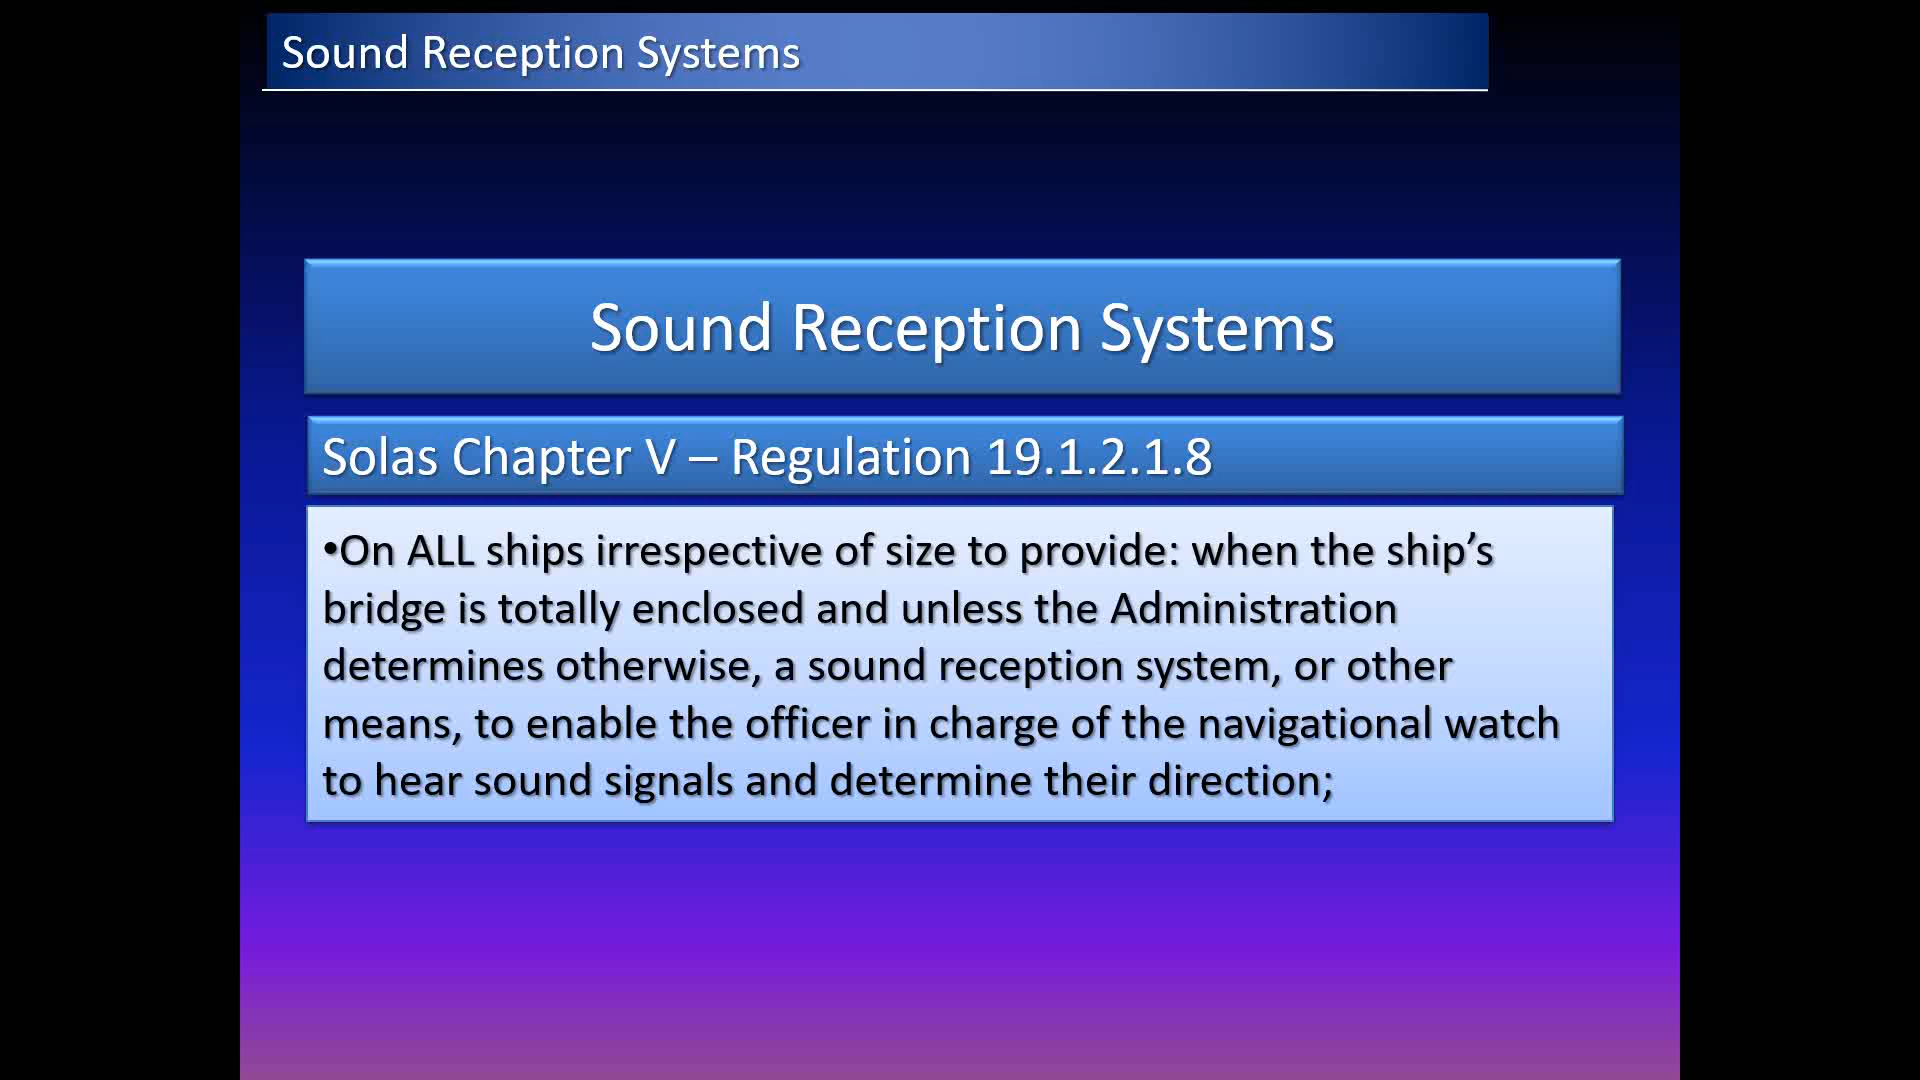 Sound Reception Systems
Sound Reception Systems
Solas Chapter V – Regulation 19.1.2.1.8
•On ALL ships irrespective of size to provide: when the ship’s
bridge is totally enclosed and unless the Administration
determines otherwise, a sound reception system, or other
means, to enable the officer in charge of the navigational watch
to hear sound signals and determine their direction;